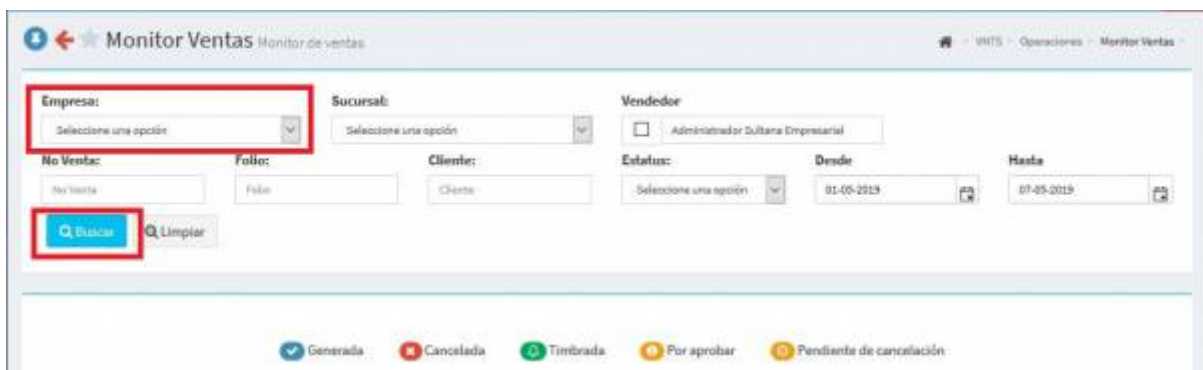 Monitor Ventas Monitor de ventas
VNTS - Operaciones - Monitor Ventas
Empresa: Sucursal: Vendedor
Seleccione una opción Seleccione una opción Administrador Sultana Empresarial
No Venta: Folio: Cliente: Estatus: Desde Hasta
No Venta Folio Cliente Seleccione una opción 01-05-2019 07-05-2019
Buscar Limpiar
Generada Cancelada Timbrada Por aprobar Pendiente de cancelación